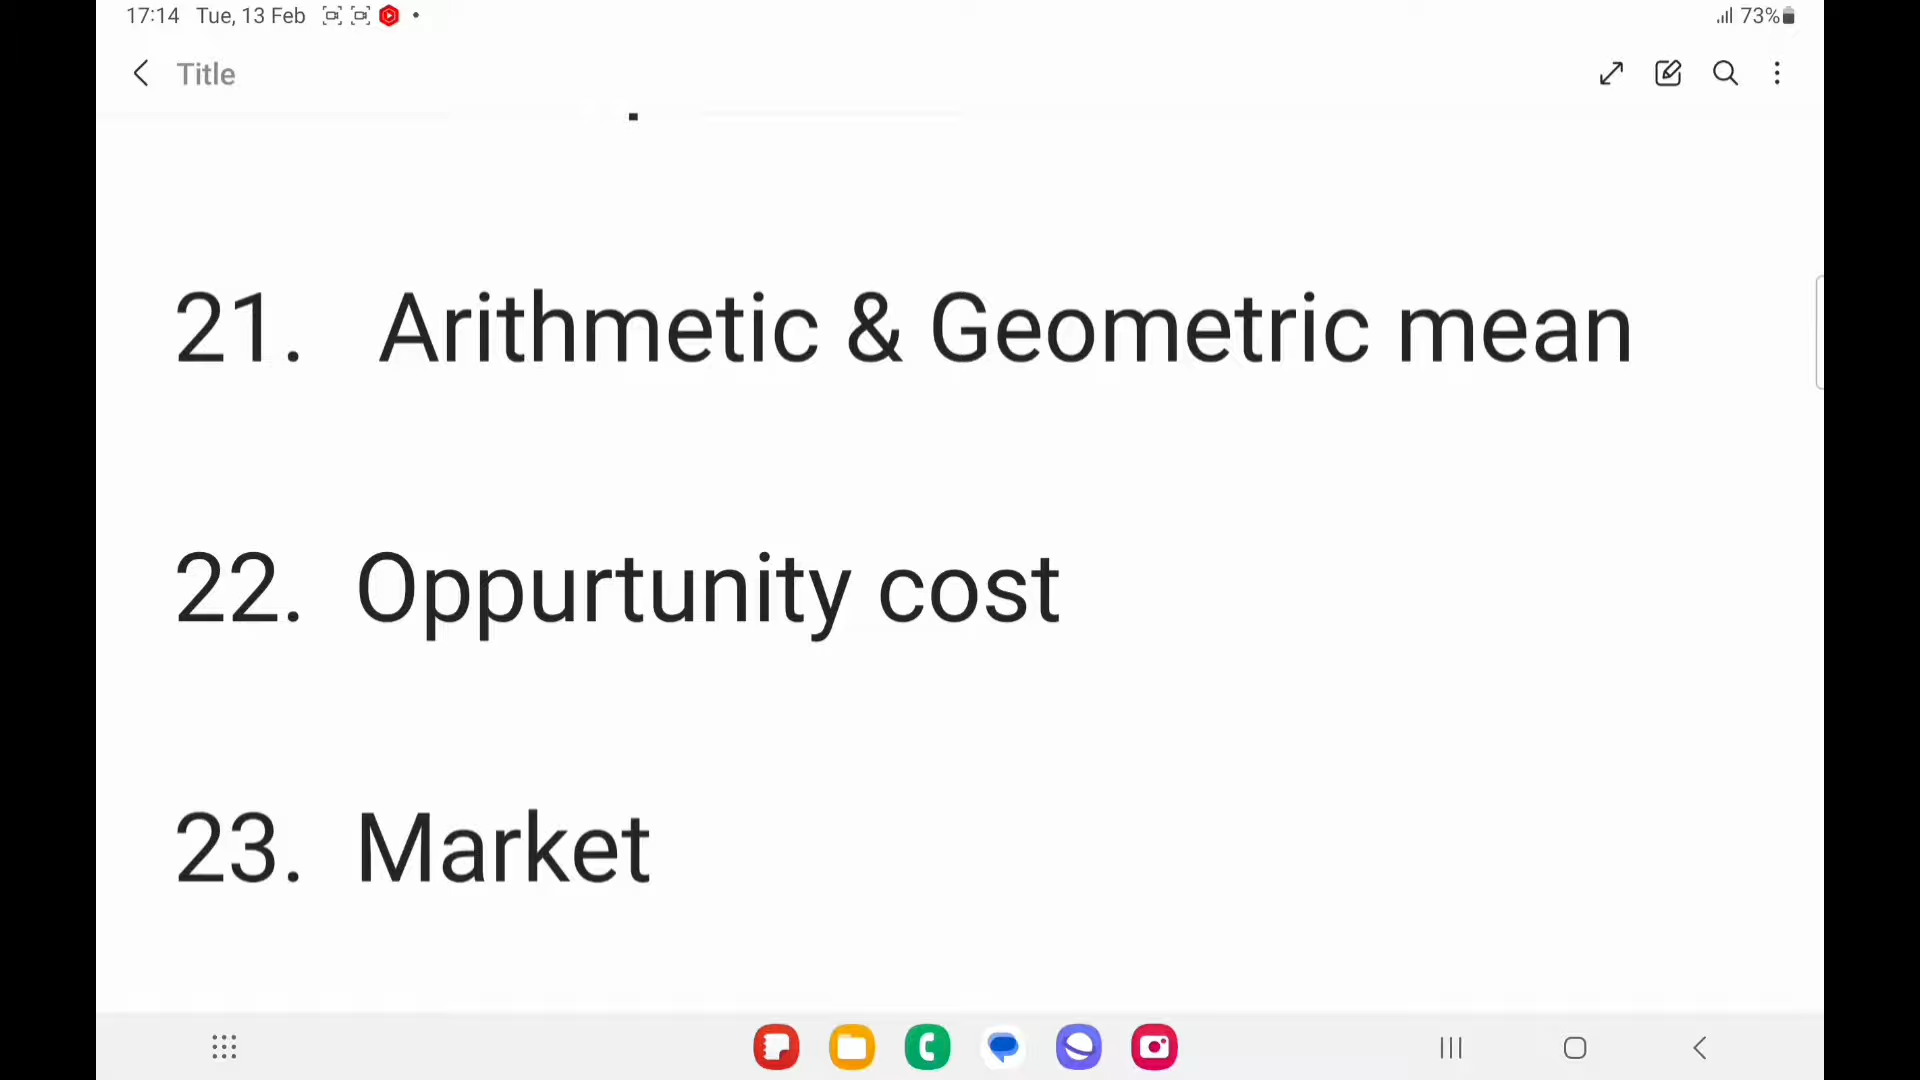 17:14 Tue, 13 Feb 73%
Title
21. Arithmetic & Geometric mean
22. Oppurtunity cost
23. Market